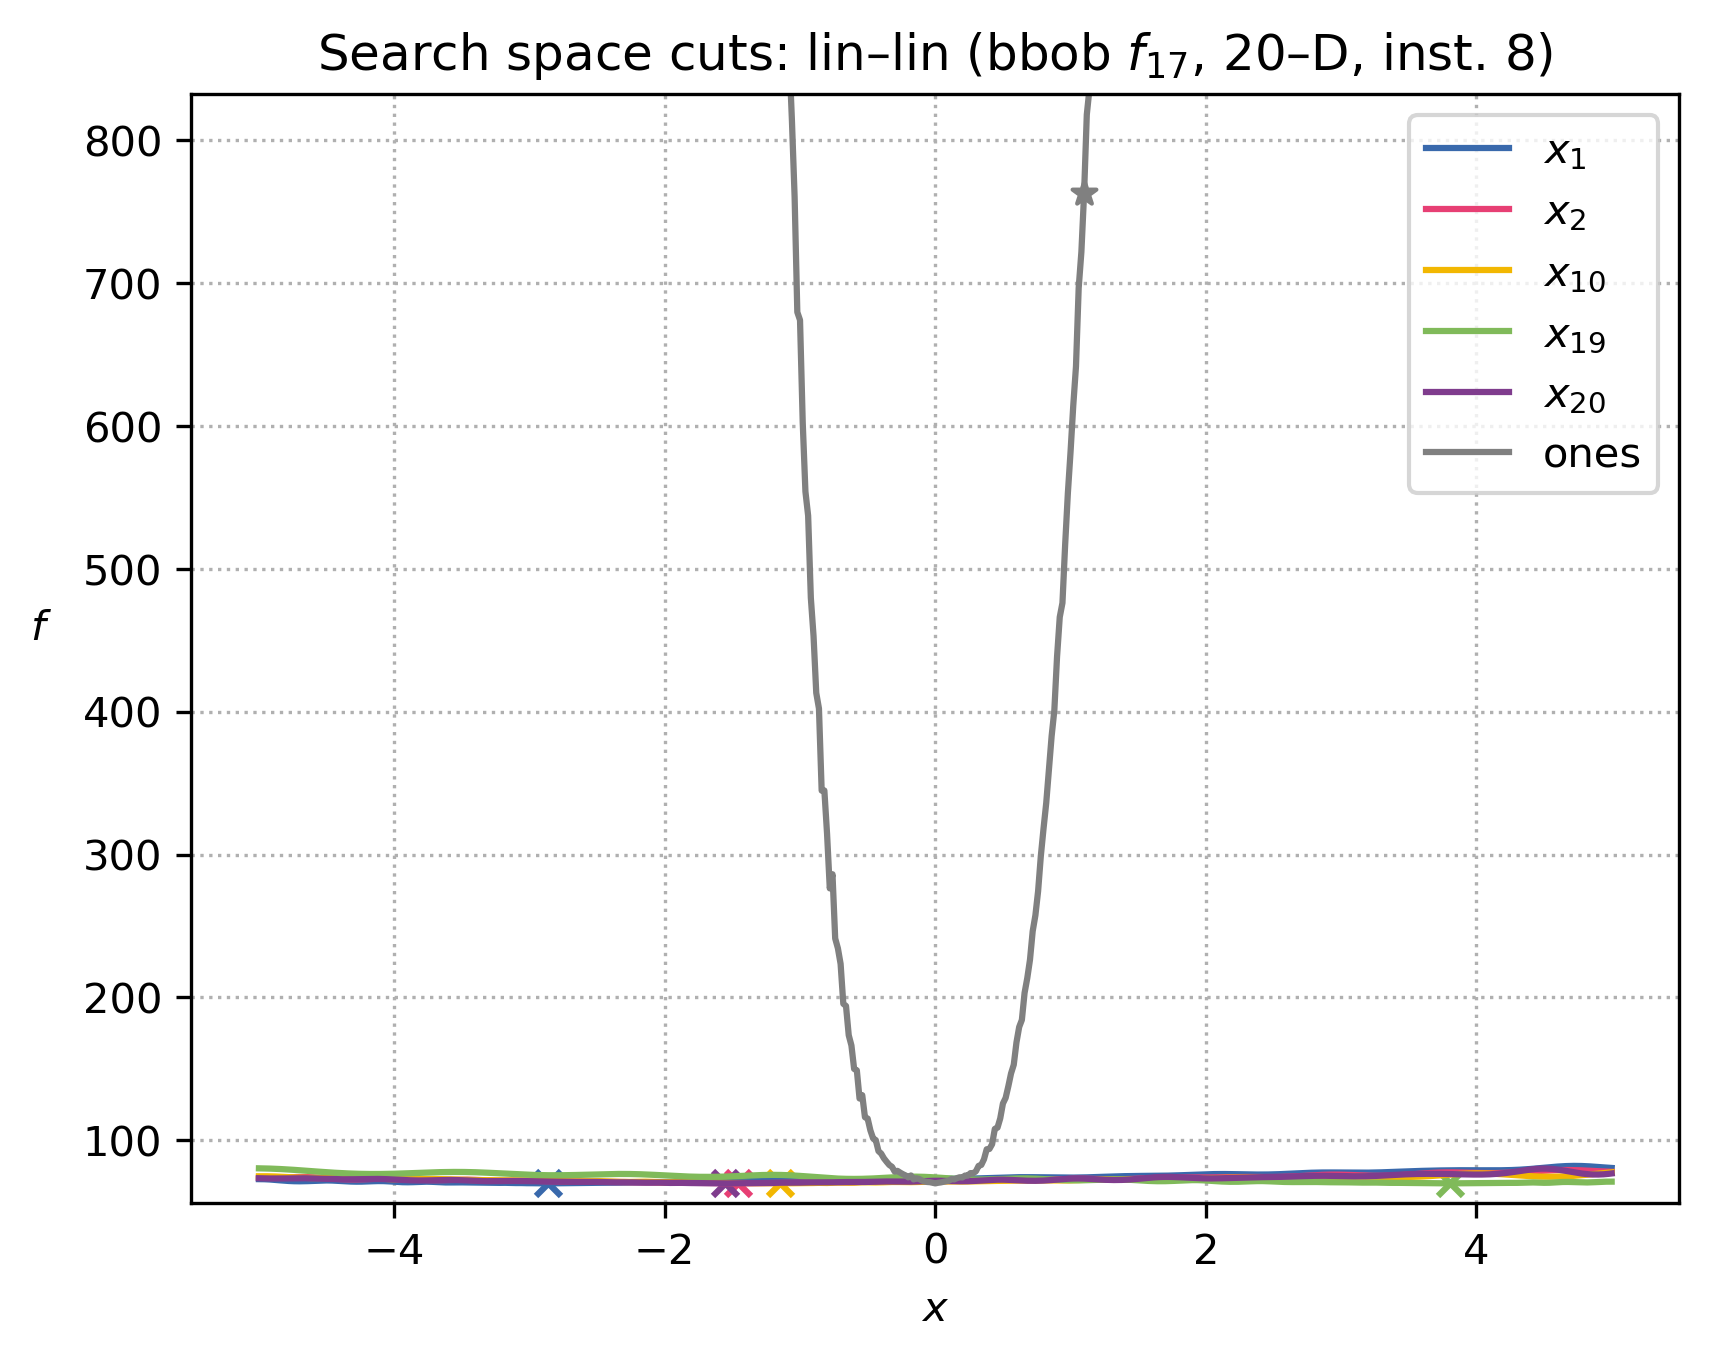 Search space cuts: lin–lin (bbob f17, 20–D, inst. 8)
800
700
600
500
400
300
200
100
f
−4
−2
0
2
4
x
x1
x2
x10
x19
x20
ones